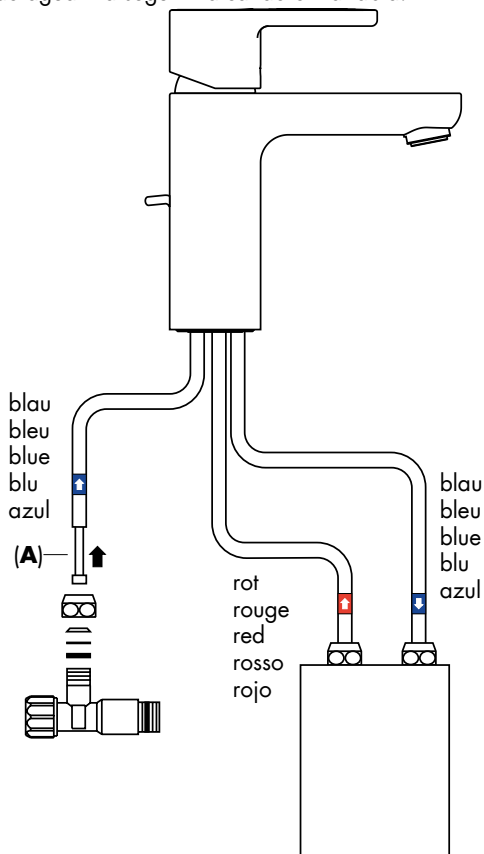 blau
bleu
blue
blu
azul
(A)
rot
rouge
red
rosso
rojo
blau
bleu
blue
blu
azul